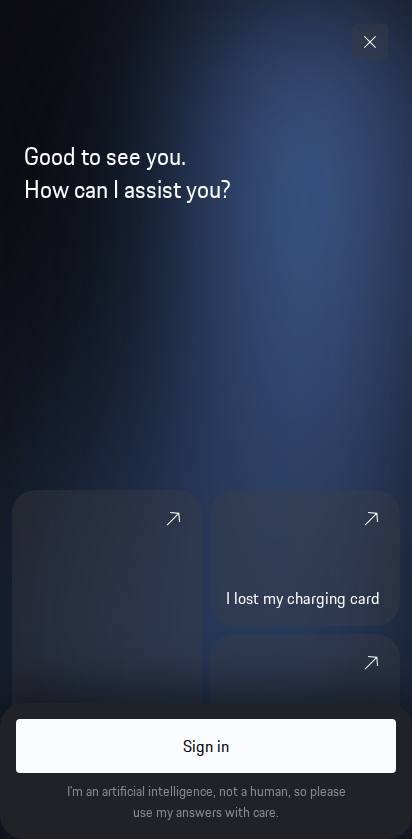 Good to see you.
How can I assist you?
I lost my charging card
Sign in
I'm an artificial intelligence, not a human, so please
use my answers with care.